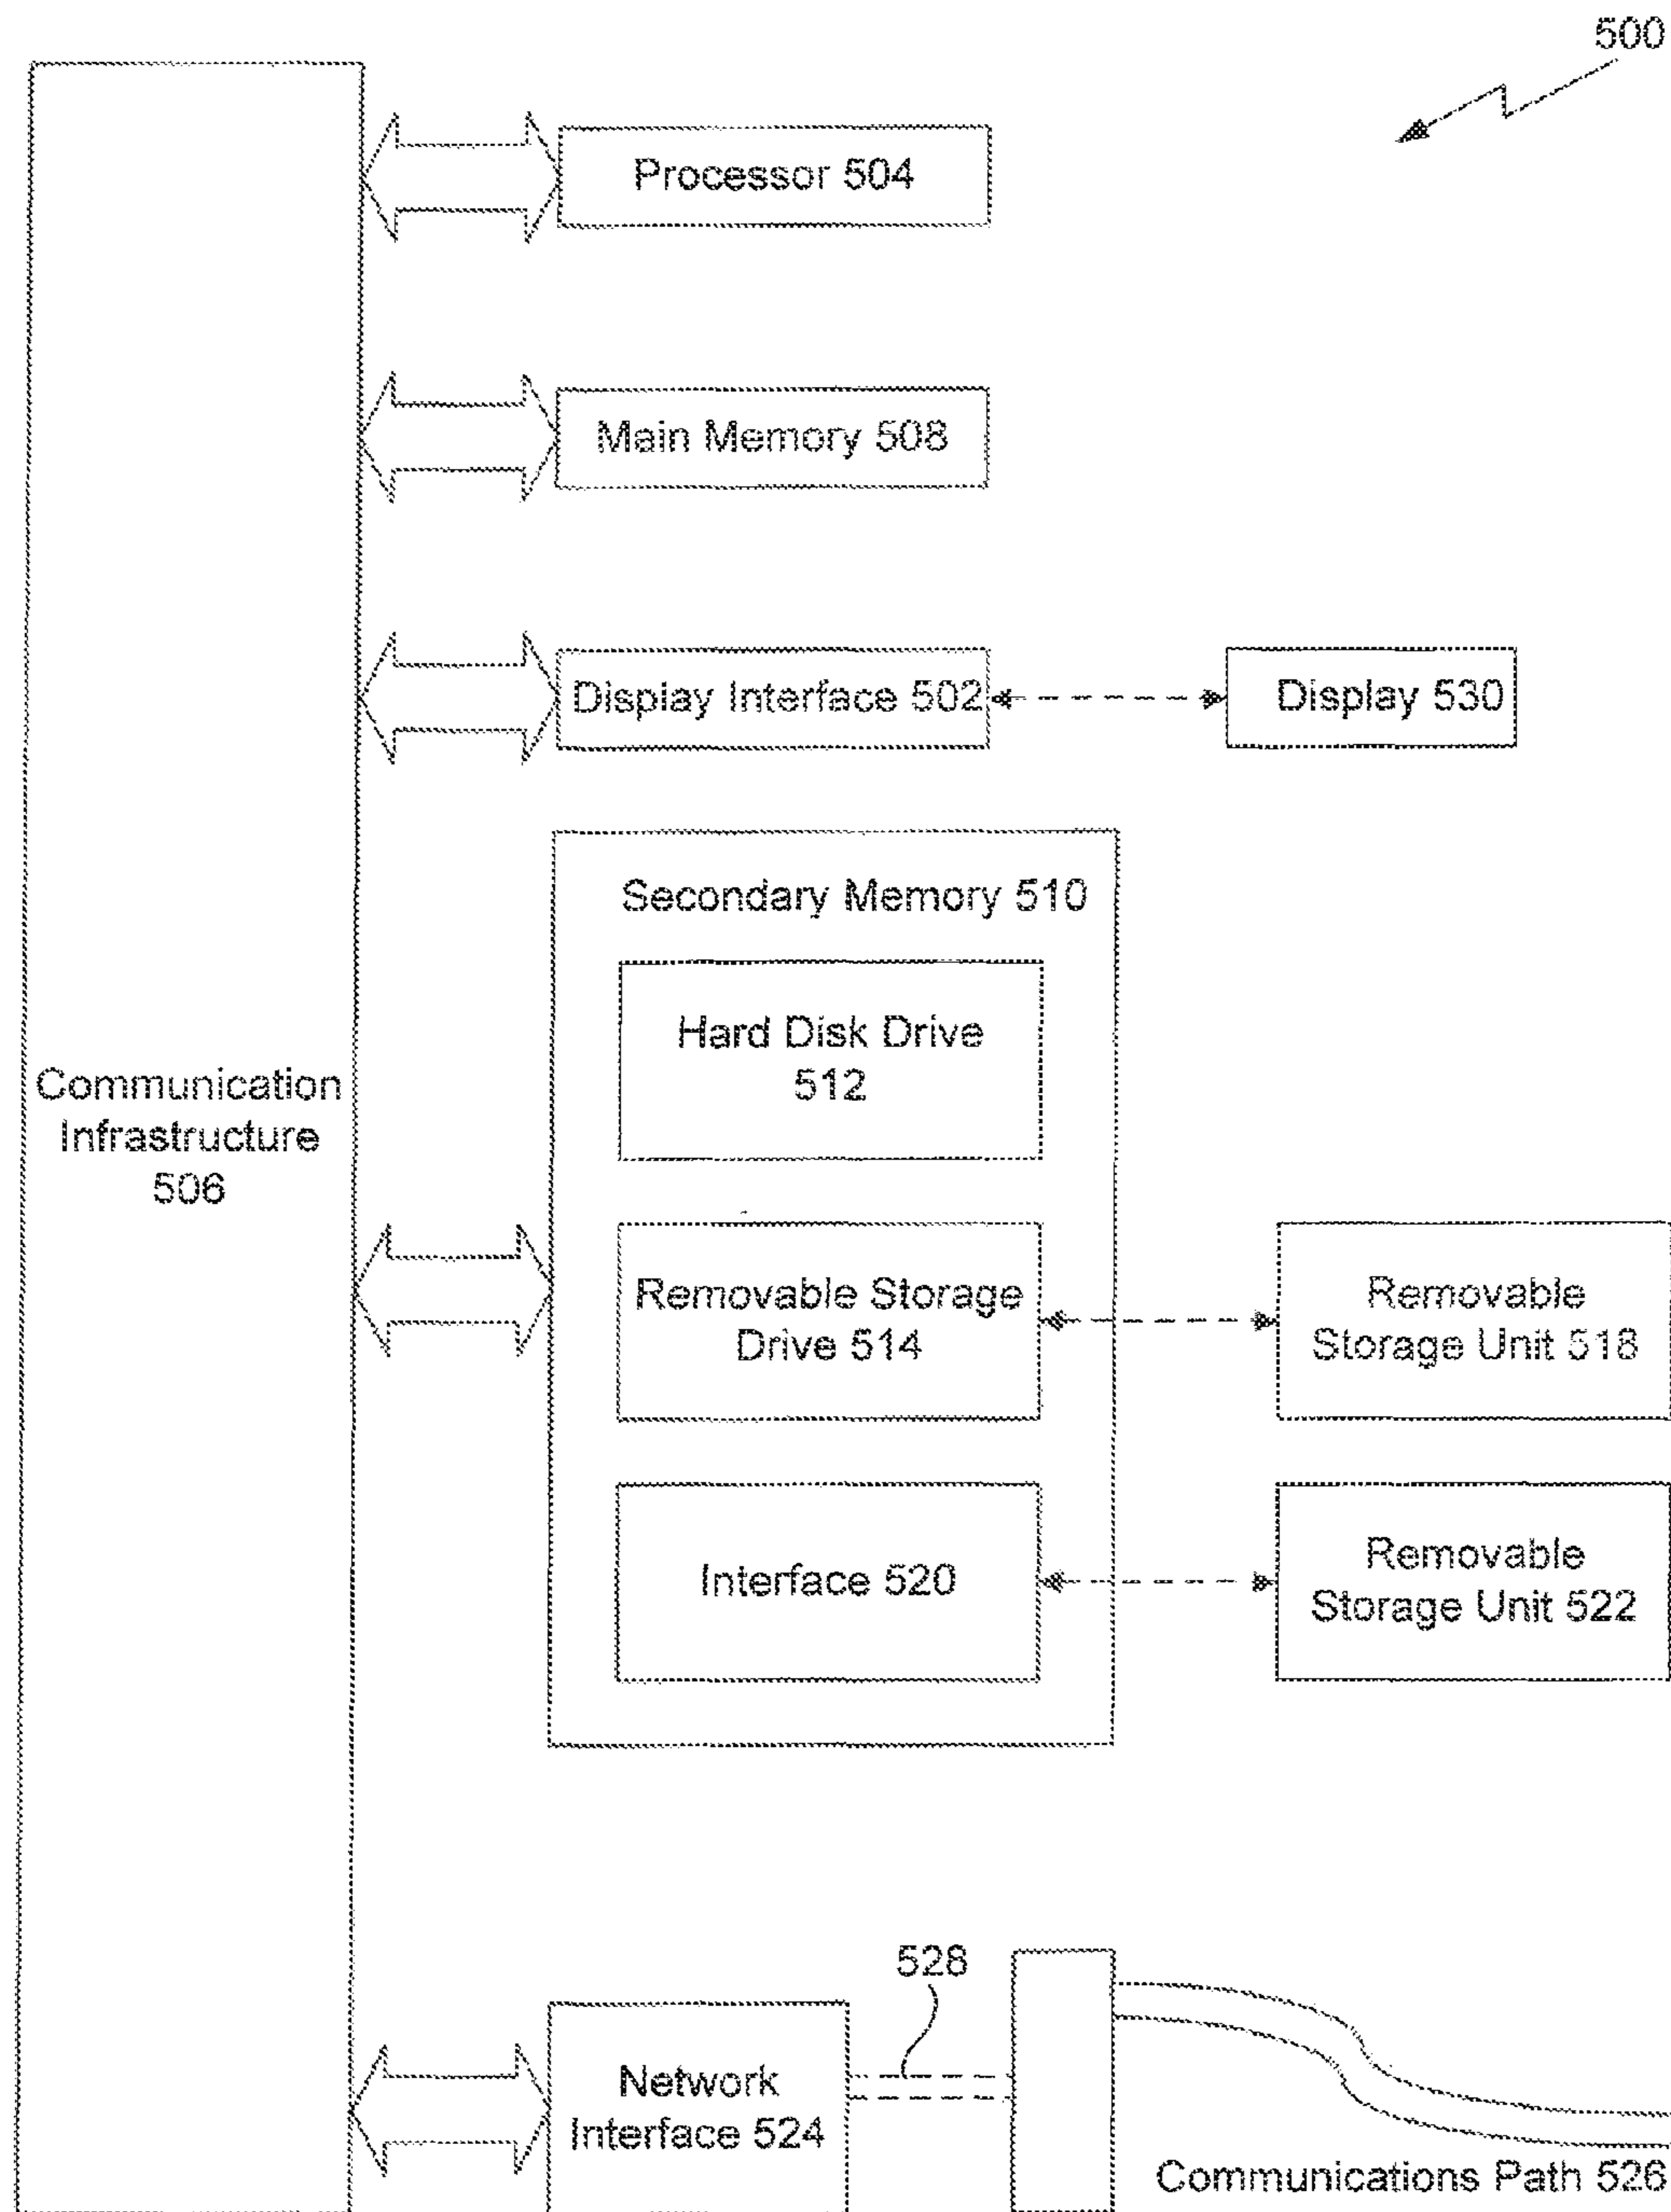 500
Processor 504
Main Memory 508
Display Interface 502
Display 530
Secondary Memory 510
Hard Disk Drive
512
Communication
Infrastructure
506
Removable Storage
Drive 514
Removable
Storage Unit 518
Interface 520
Removable
Storage Unit 522
528
Network
Interface 524
Communications Path 526